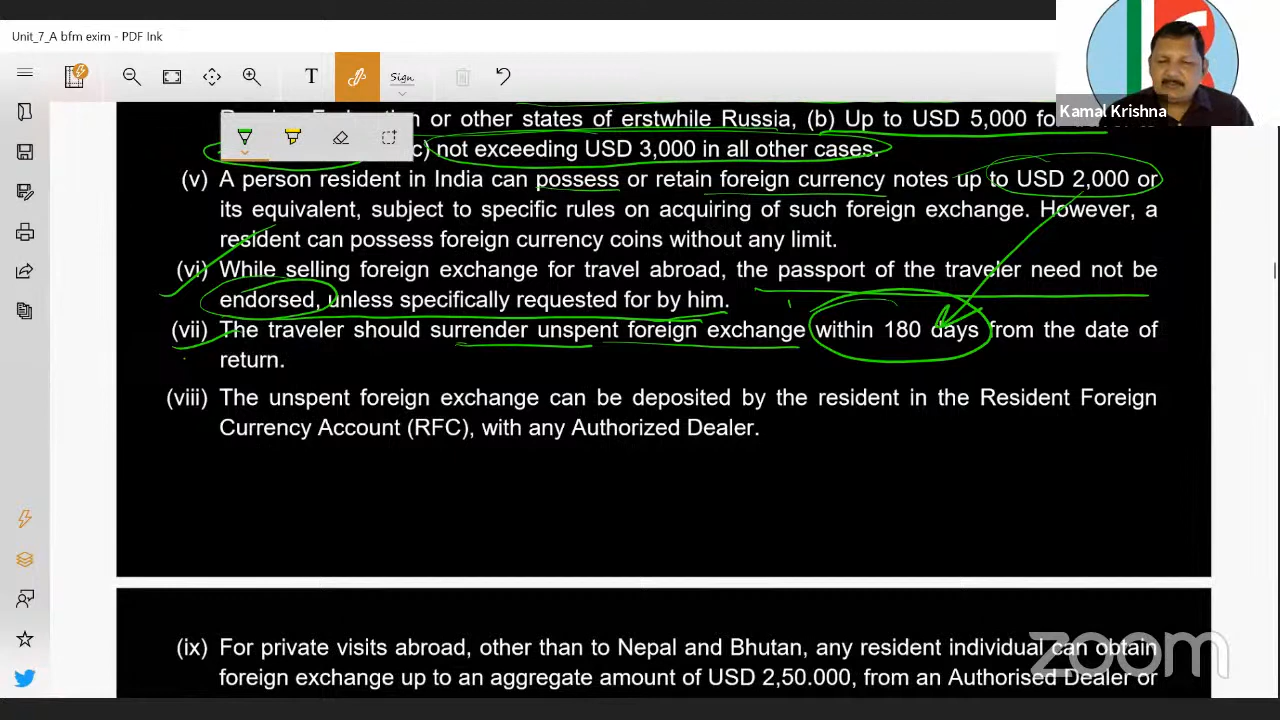 Unit_7_A bfm exim - PDF Ink
T
Sign
Kamal Krishna
or other states of erstwhile Russia, (b) Up to USD 5,000
not exceeding USD 3,000 in all other cases.
(v) A person resident in India can possess or retain foreign currency notes up to USD 2,000 or
its equivalent, subject to specific rules on acquiring of such foreign exchange. However, a
resident can possess foreign currency coins without any limit.
(vi) While selling foreign exchange for travel abroad, the passport of the traveler need not be
endorsed, unless specifically requested for by him.
(vii) The traveler should surrender unspent foreign exchange within 180 days from the date of
return.
(viii) The unspent foreign exchange can be deposited by the resident in the Resident Foreign
Currency Account (RFC), with any Authorized Dealer.
(ix) For private visits abroad, other than to Nepal and Bhutan, any resident individual can obtain
foreign exchange up to an aggregate amount of USD 2,50.000, from an Authorised Dealer or
zoom